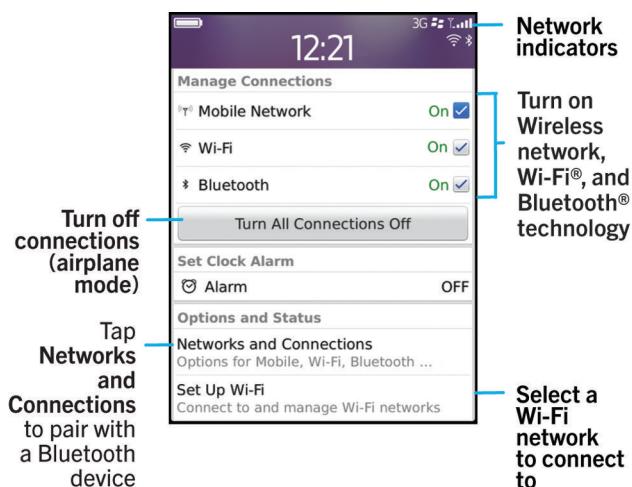 3G
12:21
Manage Connections
Mobile Network On
Wi-Fi On
Bluetooth On
Turn All Connections Off
Set Clock Alarm
Alarm OFF
Options and Status
Networks and Connections
Options for Mobile, Wi-Fi, Bluetooth ...
Set Up Wi-Fi
Connect to and manage Wi-Fi networks
Network
indicators
Turn on
Wireless
network,
Wi-Fi®, and
Bluetooth®
technology
Turn off
connections
(airplane
mode)
Tap
Networks
and
Connections
to pair with
a Bluetooth
device
Select a
Wi-Fi
network
to connect
to